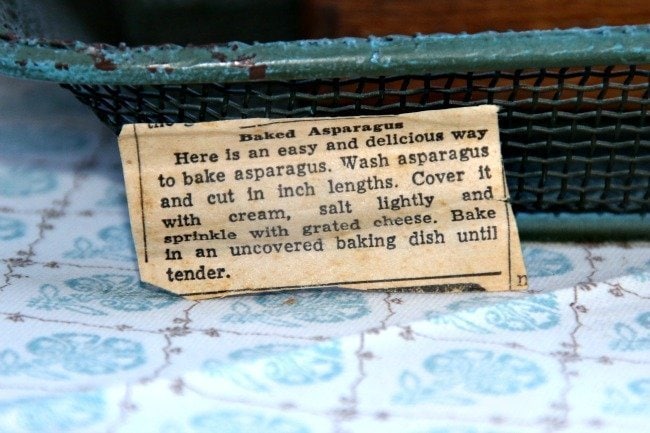 Baked Asparagus
Here is an easy and delicious way
to bake asparagus. Wash asparagus
and cut in inch lengths. Cover it
with cream, salt lightly and
sprinkle with grated cheese. Bake
in an uncovered baking dish until
tender.
n